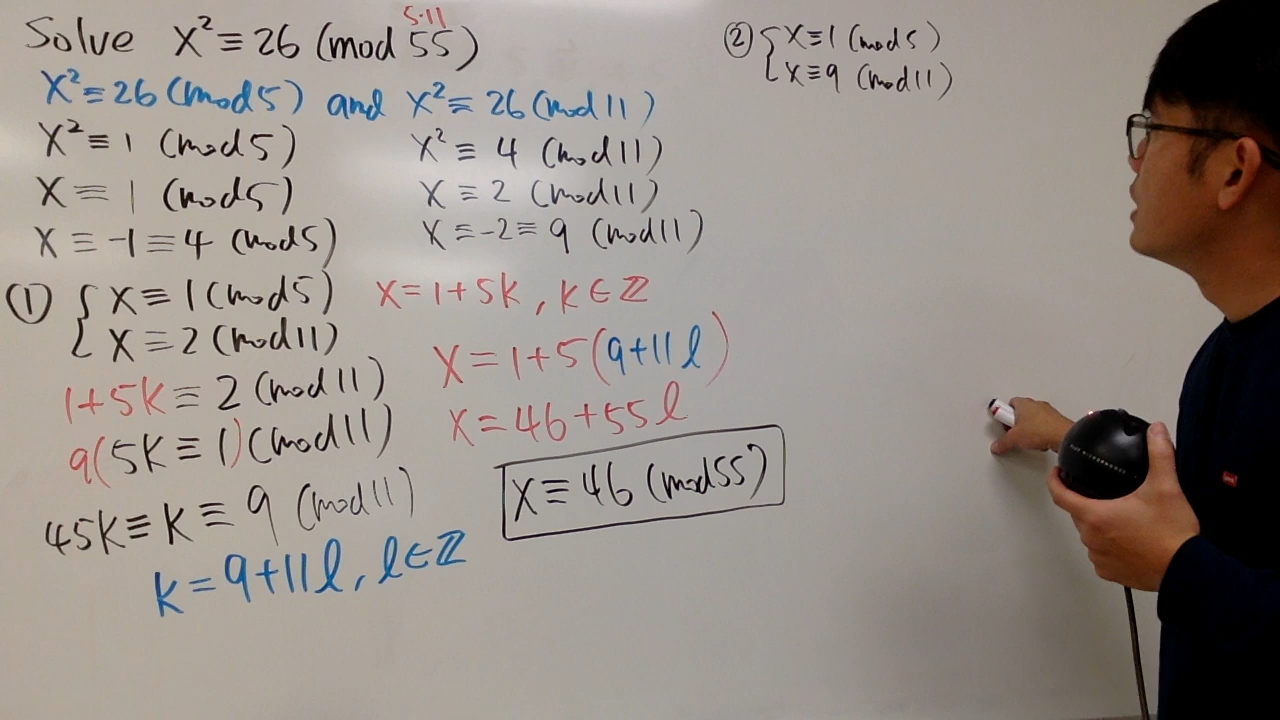 Solve x² ≡ 26 (mod 55)
5·11
x² ≡ 26 (mod 5) and x² ≡ 26 (mod 11)
x² ≡ 1 (mod 5)
x ≡ 1 (mod 5)
x ≡ -1 ≡ 4 (mod 5)
x² ≡ 4 (mod 11)
x ≡ 2 (mod 11)
x ≡ -2 ≡ 9 (mod 11)
① { x ≡ 1 (mod 5)
x ≡ 2 (mod 11)
1+5k ≡ 2 (mod 11)
9(5k ≡ 1) (mod 11)
45k ≡ k ≡ 9 (mod 11)
k = 9+11l, l ∈ ℤ
x = 1+5k, k ∈ ℤ
x = 1+5(9+11l)
x = 46+55l
x ≡ 46 (mod 55)
② { x ≡ 1 (mod 5)
x ≡ 9 (mod 11)